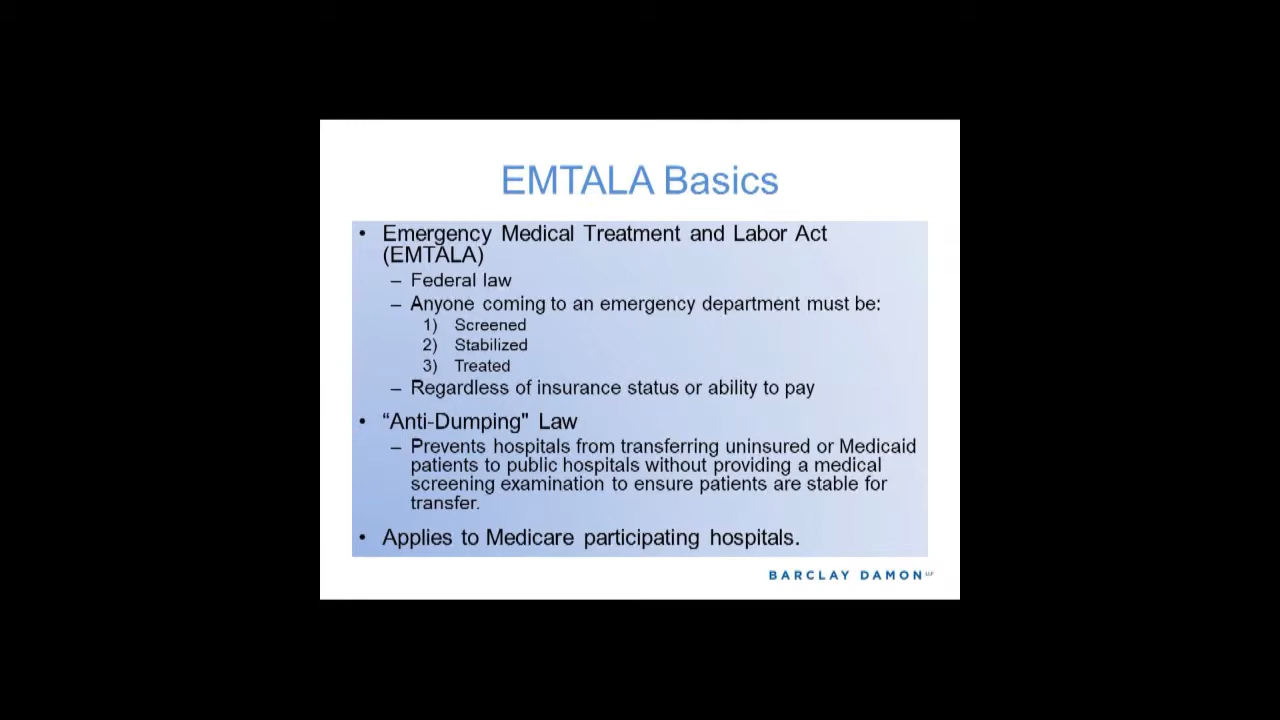 EMTALA Basics
• Emergency Medical Treatment and Labor Act
(EMTALA)
– Federal law
– Anyone coming to an emergency department must be:
1) Screened
2) Stabilized
3) Treated
– Regardless of insurance status or ability to pay
• “Anti-Dumping" Law
– Prevents hospitals from transferring uninsured or Medicaid
patients to public hospitals without providing a medical
screening examination to ensure patients are stable for
transfer.
• Applies to Medicare participating hospitals.
BARCLAY DAMON LLP